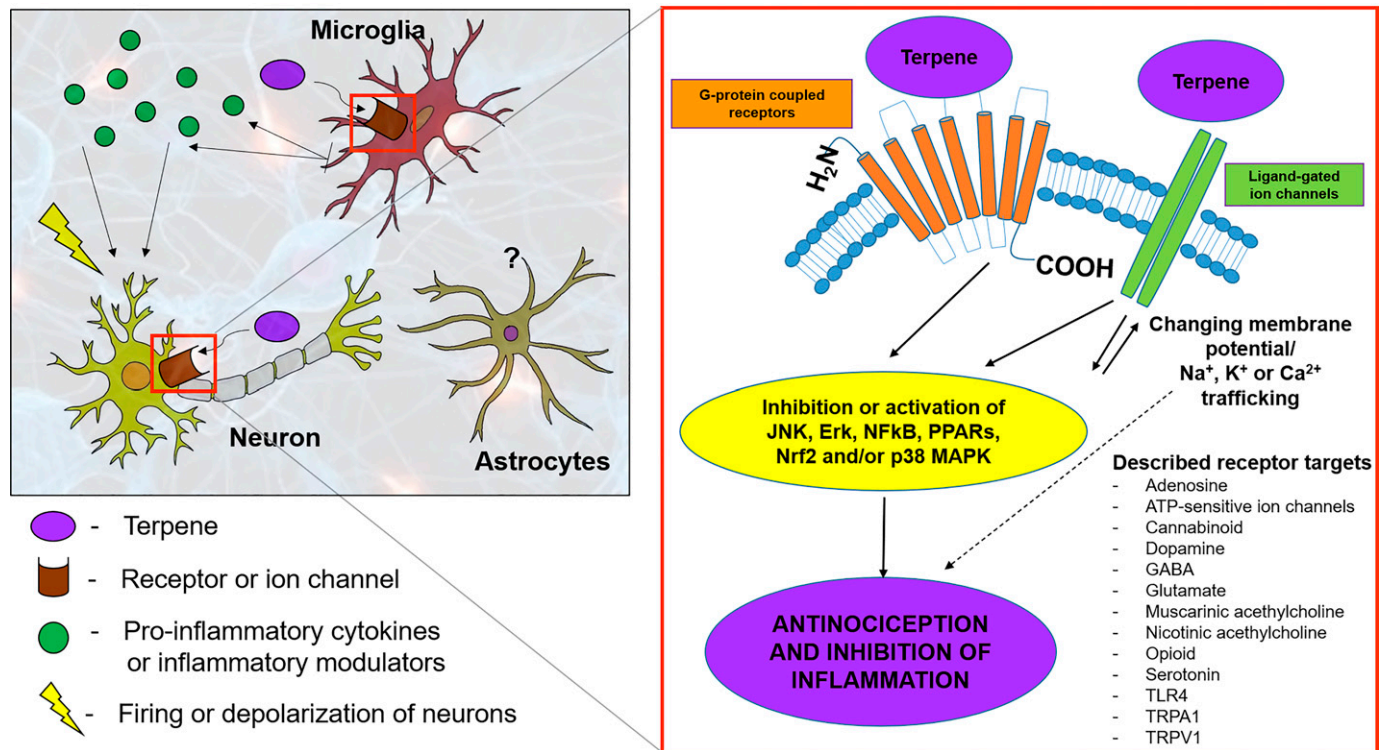 Microglia
?
Neuron
Astrocytes
- Terpene
- Receptor or ion channel
- Pro-inflammatory cytokines
or inflammatory modulators
- Firing or depolarization of neurons
Terpene
Terpene
G-protein coupled
receptors
H₂N
Ligand-gated
ion channels
COOH
Changing membrane
potential/
Na⁺, K⁺ or Ca²⁺
trafficking
Inhibition or activation of
JNK, Erk, NFkB, PPARs,
Nrf2 and/or p38 MAPK
ANTINOCICEPTION
AND INHIBITION OF
INFLAMMATION
Described receptor targets
- Adenosine
- ATP-sensitive ion channels
- Cannabinoid
- Dopamine
- GABA
- Glutamate
- Muscarinic acethylcholine
- Nicotinic acethylcholine
- Opioid
- Serotonin
- TLR4
- TRPA1
- TRPV1